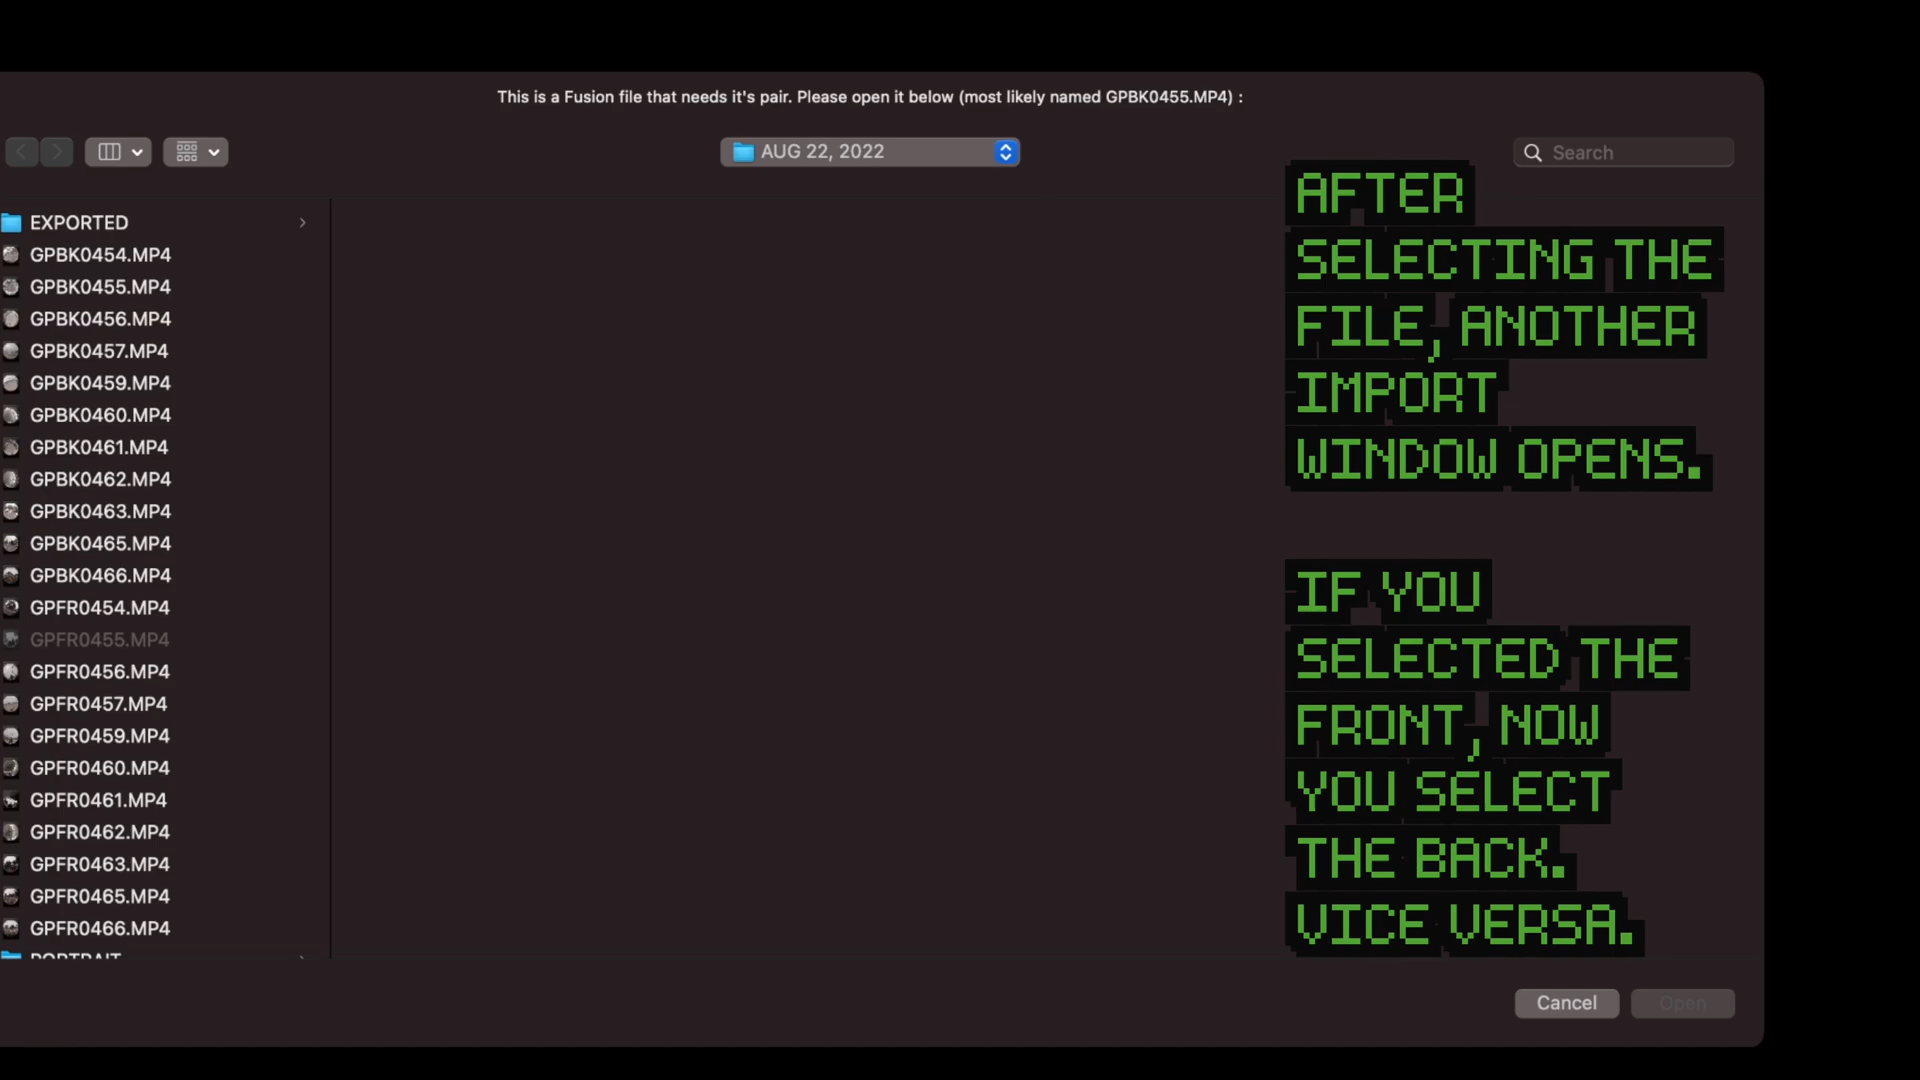 This is a Fusion file that needs it's pair. Please open it below (most likely named GPBK0455.MP4) :
AUG 22, 2022
Search
EXPORTED
GPBK0454.MP4
GPBK0455.MP4
GPBK0456.MP4
GPBK0457.MP4
GPBK0459.MP4
GPBK0460.MP4
GPBK0461.MP4
GPBK0462.MP4
GPBK0463.MP4
GPBK0465.MP4
GPBK0466.MP4
GPFR0454.MP4
GPFR0455.MP4
GPFR0456.MP4
GPFR0457.MP4
GPFR0459.MP4
GPFR0460.MP4
GPFR0461.MP4
GPFR0462.MP4
GPFR0463.MP4
GPFR0465.MP4
GPFR0466.MP4
PORTRAIT
AFTER
SELECTING THE
FILE, ANOTHER
IMPORT
WINDOW OPENS.
IF YOU
SELECTED THE
FRONT, NOW
YOU SELECT
THE BACK.
VICE VERSA.
Cancel
Open